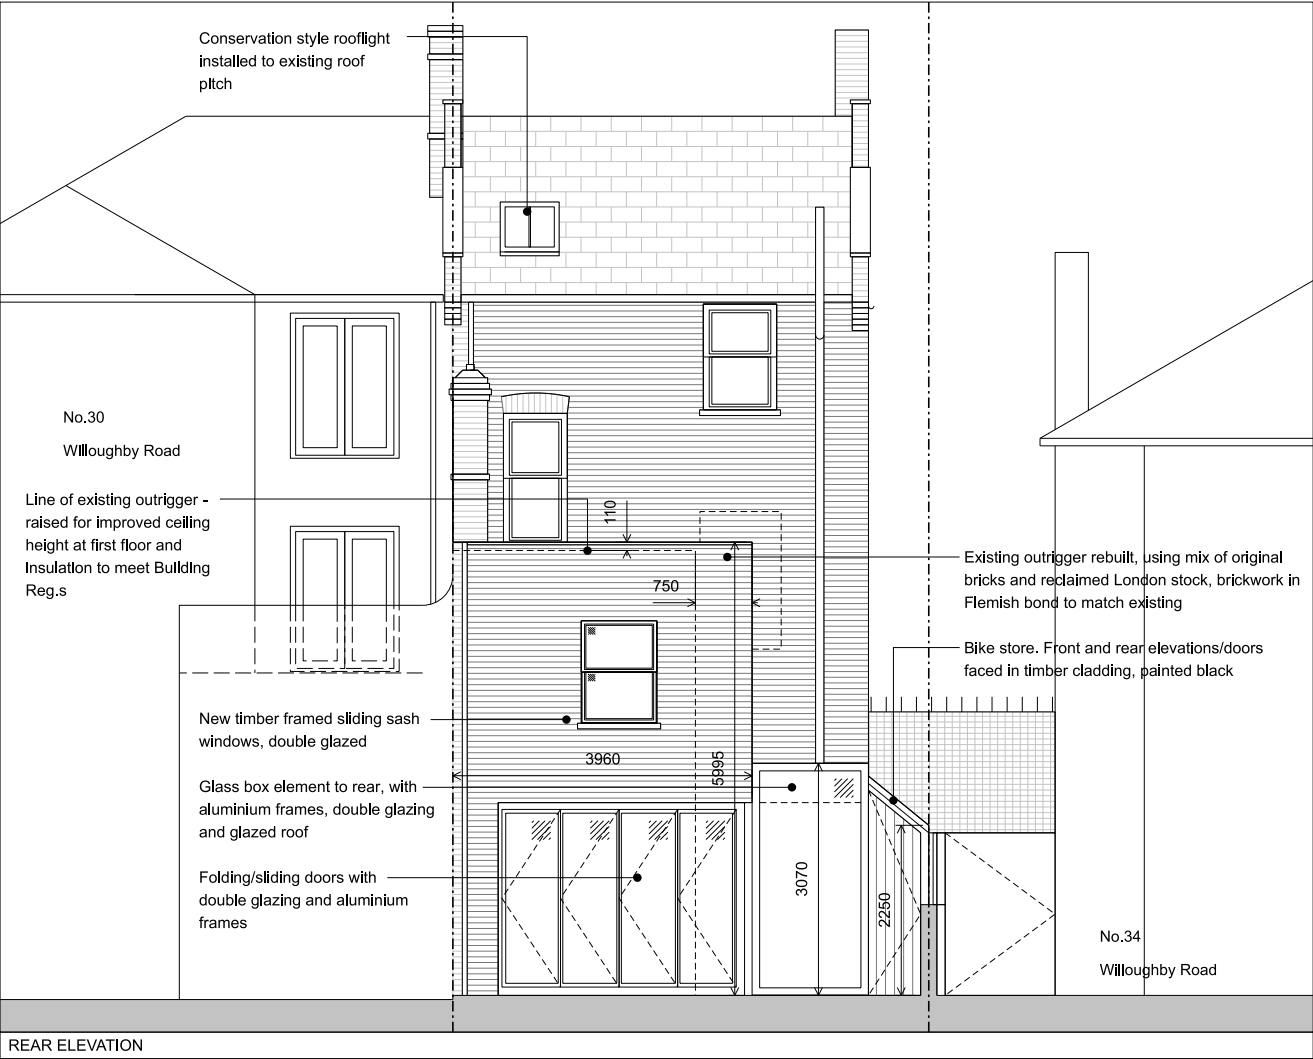 Conservation style rooflight
installed to existing roof
pitch
No.30
Willoughby Road
Line of existing outrigger -
raised for improved ceiling
height at first floor and
insulation to meet Building
Reg.s
110
750
Existing outrigger rebuilt, using mix of original
bricks and reclaimed London stock, brickwork in
Flemish bond to match existing
Bike store. Front and rear elevations/doors
faced in timber cladding, painted black
New timber framed sliding sash
windows, double glazed
3960
5995
Glass box element to rear, with
aluminium frames, double glazing
and glazed roof
Folding/sliding doors with
double glazing and aluminium
frames
3070
2250
No.34
Willoughby Road
REAR ELEVATION